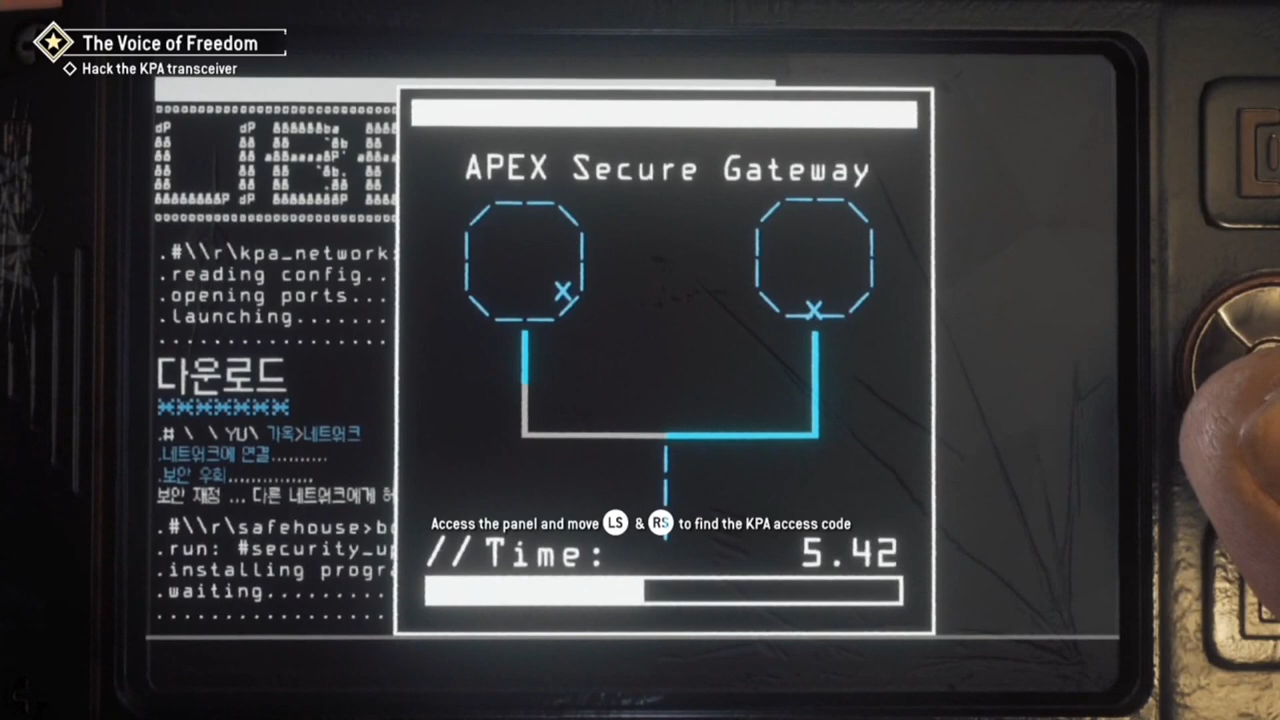 The Voice of Freedom
Hack the KPA transceiver
.#\\r\kpa_network
.reading config..
.opening ports...
.launching.......
다운로드
.# \ \ YU\ 가옥>네트워크
.네트워크에 연결..........
.보안 우회...............
보안 재정 ... 다른 네트워크에게
.#\\r\safehouse>b
.run: #security_u
.installing progr
.waiting.........
APEX Secure Gateway
X
X
Access the panel and move LS & RS to find the KPA access code
//Time: 5.42